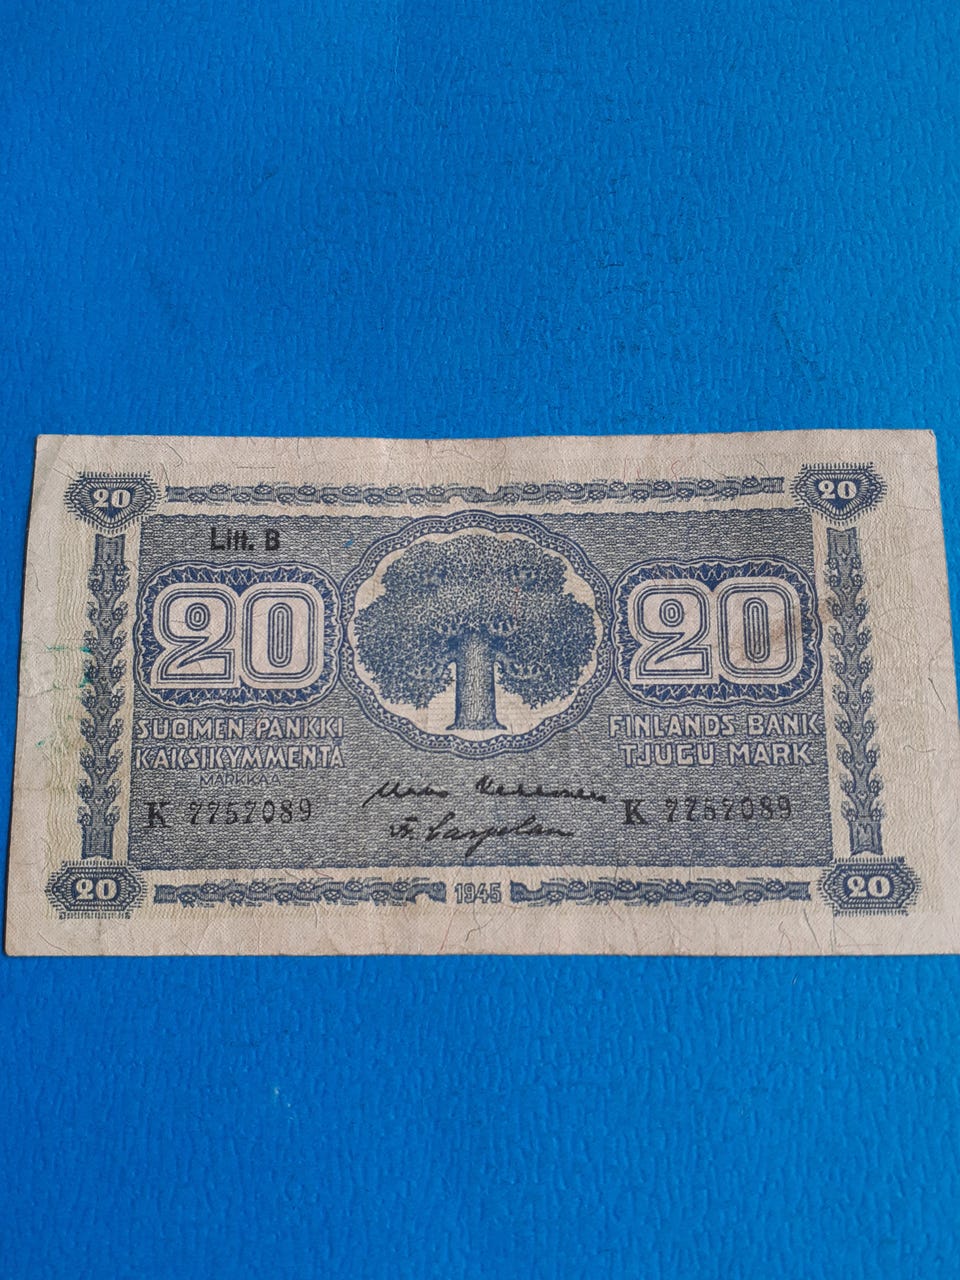 20 20
Litt. B
20 20
SUOMEN PANKKI FINLANDS BANK
KAKSIKYMMENTÄ TJUGU MARK
MARKKAA
K 7757089 K 7757089
20 1945 20